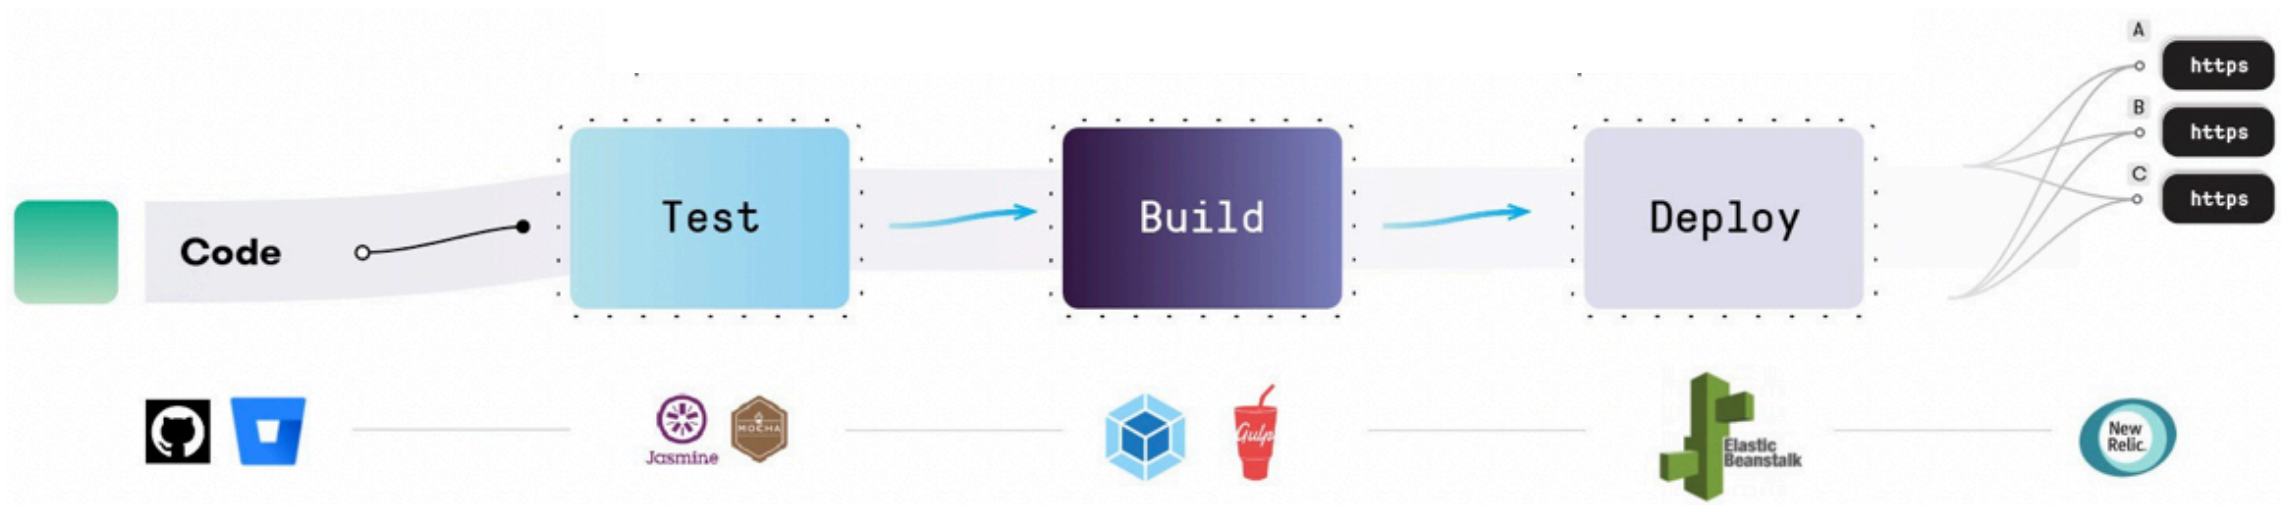 A
https
B
https
C
https
Code
Test
Build
Deploy
Jasmine
MOCHA
Gulp
Elastic
Beanstalk
New
Relic.